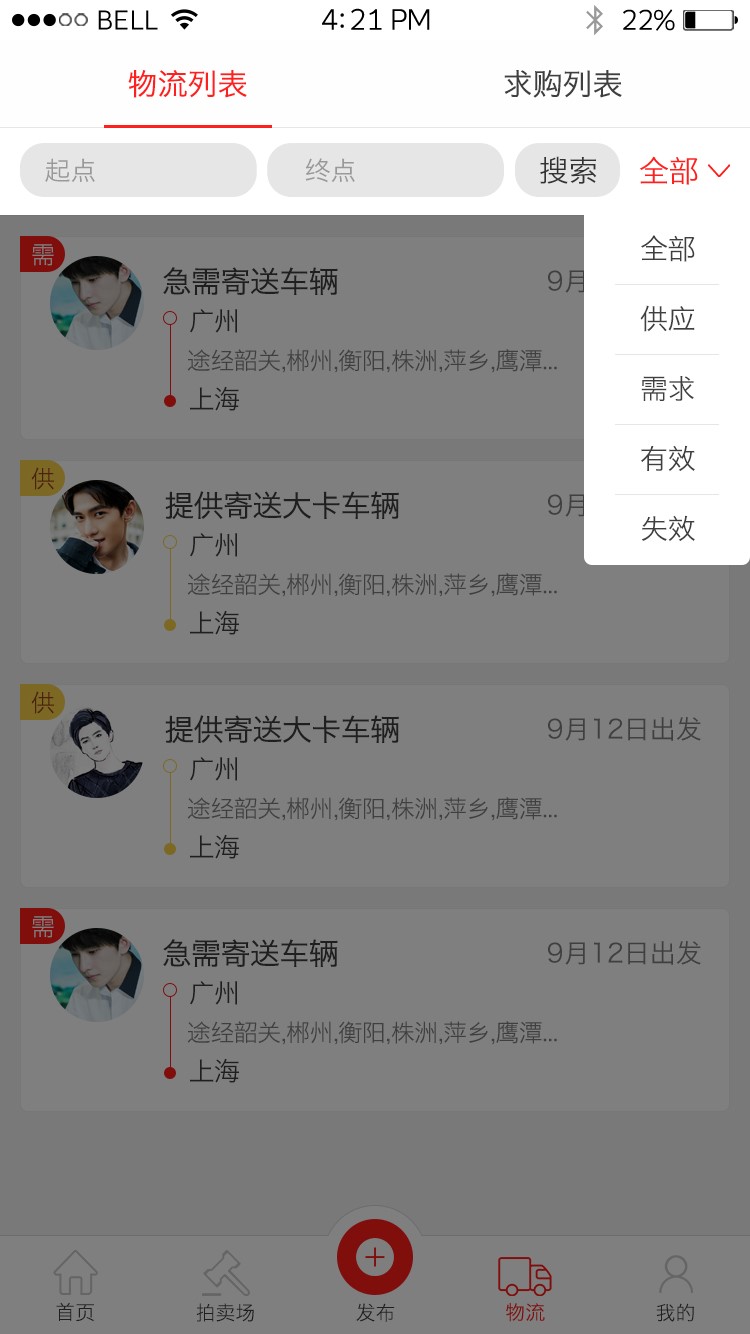 BELL 4:21 PM 22%
物流列表 求购列表
起点 终点 搜索 全部
全部
供应
需求
有效
失效
需
急需寄送车辆 9月
广州
途经韶关,郴州,衡阳,株洲,萍乡,鹰潭...
上海
供
提供寄送大卡车辆 9月
广州
途经韶关,郴州,衡阳,株洲,萍乡,鹰潭...
上海
供
提供寄送大卡车辆 9月12日出发
广州
途经韶关,郴州,衡阳,株洲,萍乡,鹰潭...
上海
需
急需寄送车辆 9月12日出发
广州
途经韶关,郴州,衡阳,株洲,萍乡,鹰潭...
上海
首页 拍卖场 发布 物流 我的